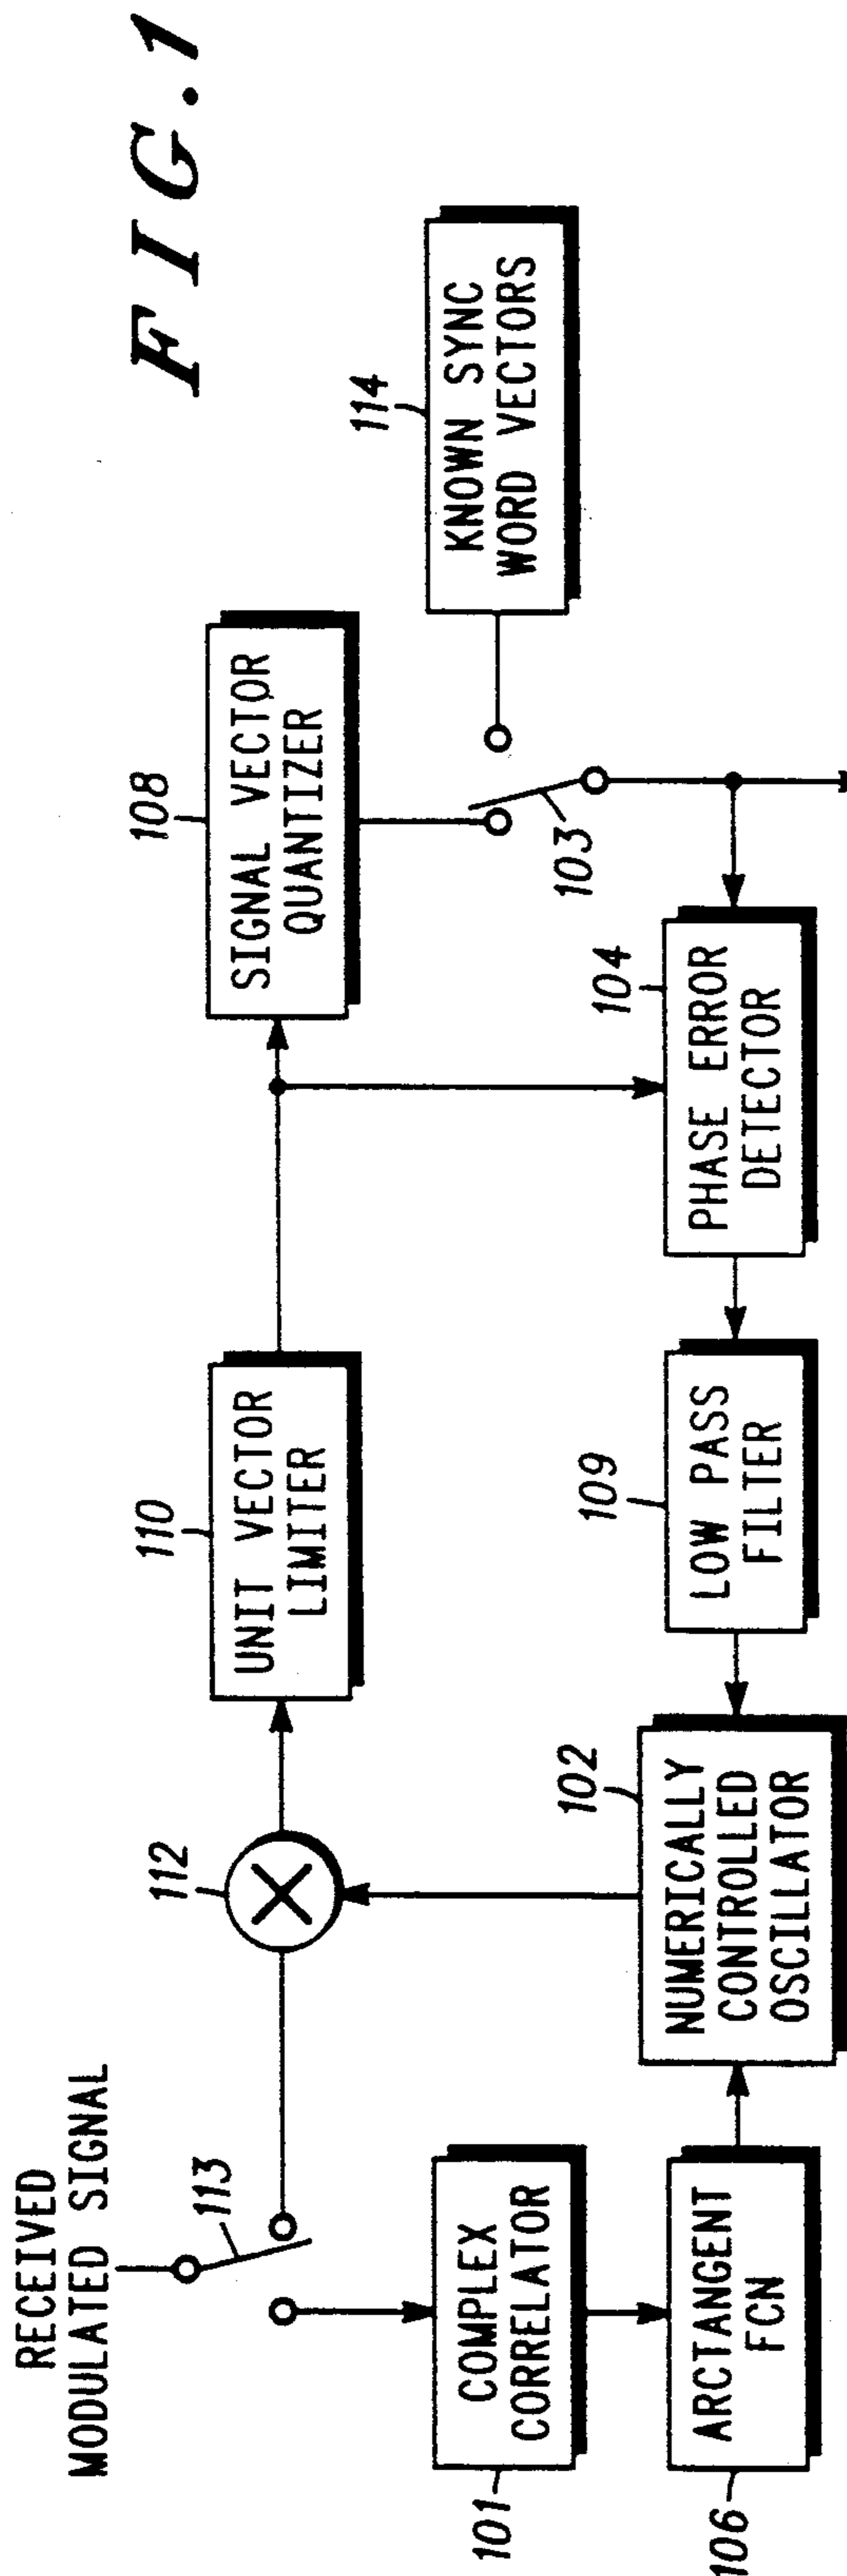 FIG.1
RECEIVED
MODULATED SIGNAL
113
112
110
UNIT VECTOR
LIMITER
108
SIGNAL VECTOR
QUANTIZER
114
KNOWN SYNC
WORD VECTORS
103
101
COMPLEX
CORRELATOR
106
ARCTANGENT
FCN
102
NUMERICALLY
CONTROLLED
OSCILLATOR
109
LOW PASS
FILTER
104
PHASE ERROR
DETECTOR